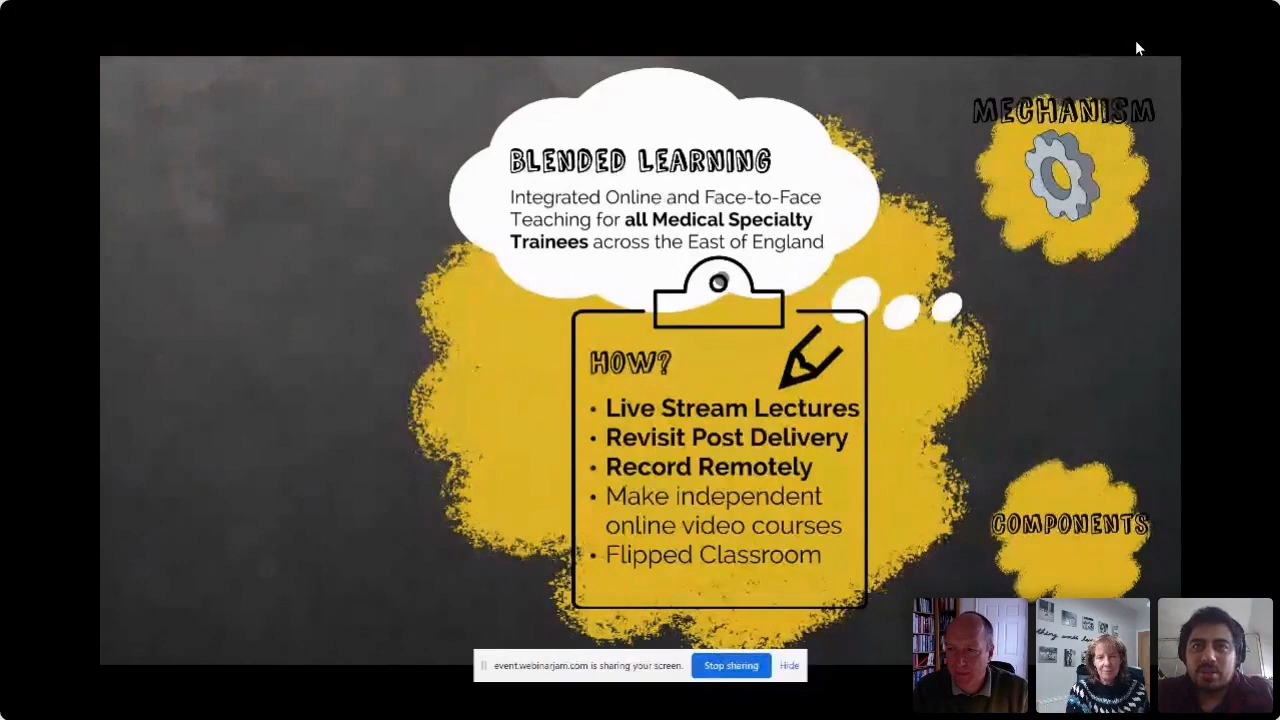 MECHANISM
BLENDED LEARNING
Integrated Online and Face-to-Face
Teaching for all Medical Specialty
Trainees across the East of England
HOW?
• Live Stream Lectures
• Revisit Post Delivery
• Record Remotely
• Make independent
online video courses
• Flipped Classroom
COMPONENTS
event.webinarjam.com is sharing your screen.
Stop sharing
Hide